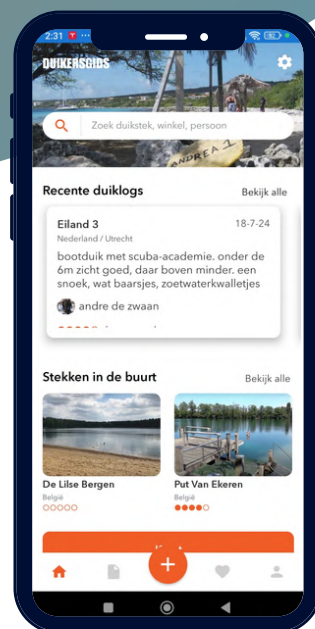 2:31
DUIKERSGIDS
Zoek duikstek, winkel, persoon
ANDREA 1
Recente duiklogs
Bekijk alle
Eiland 3
18-7-24
Nederland / Utrecht
bootduik met scuba-academie. onder de
6m zicht goed, daar boven minder. een
snoek, wat baarsjes, zoetwaterkwalletjes
andre de zwaan
Stekken in de buurt
Bekijk alle
De Lilse Bergen
Put Van Ekeren
België
België